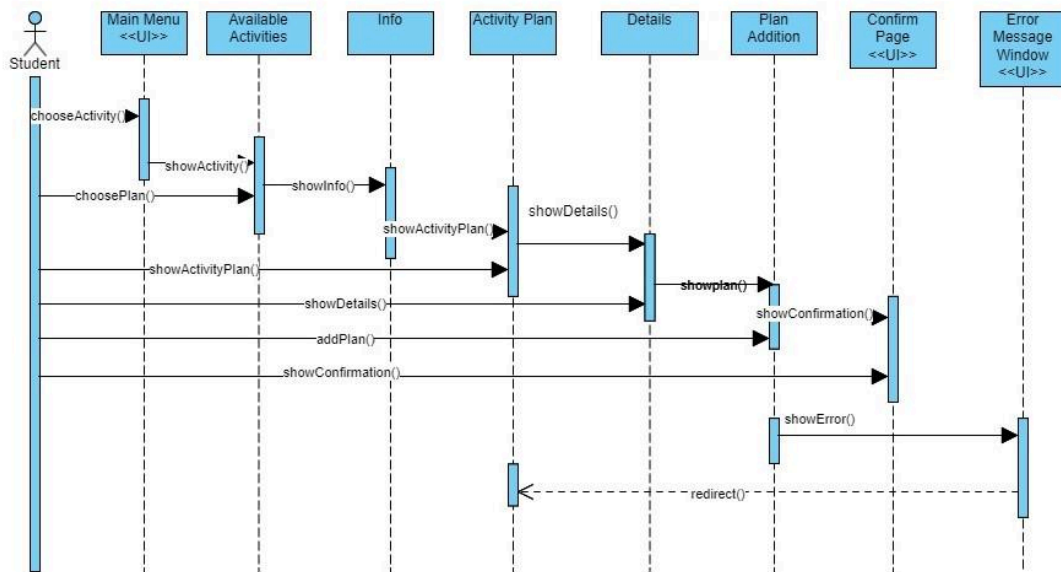 Student
Main Menu
<<UI>>
Available
Activities
Info
Activity Plan
Details
Plan
Addition
Confirm
Page
<<UI>>
Error
Message
Window
<<UI>>
chooseActivity()
showActivity()
choosePlan()
showInfo()
showActivityPlan()
showDetails()
showActivityPlan()
showplan()
showDetails()
showConfirmation()
addPlan()
showConfirmation()
showError()
redirect()